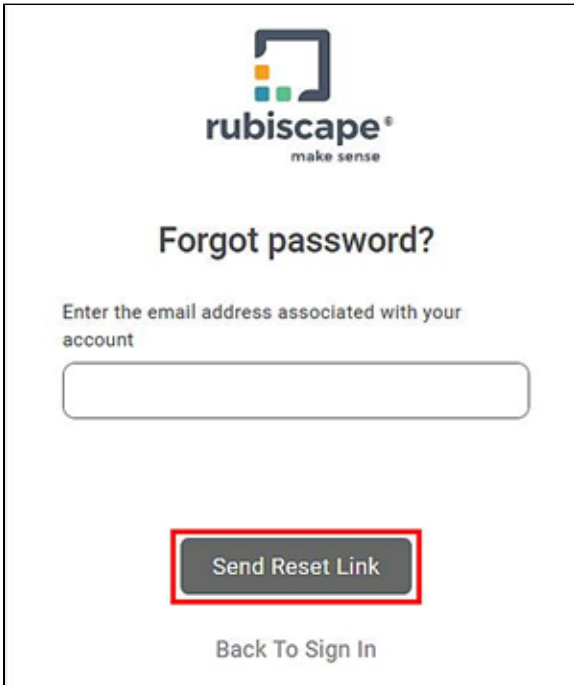 rubiscape®
make sense
Forgot password?
Enter the email address associated with your
account
Send Reset Link
Back To Sign In